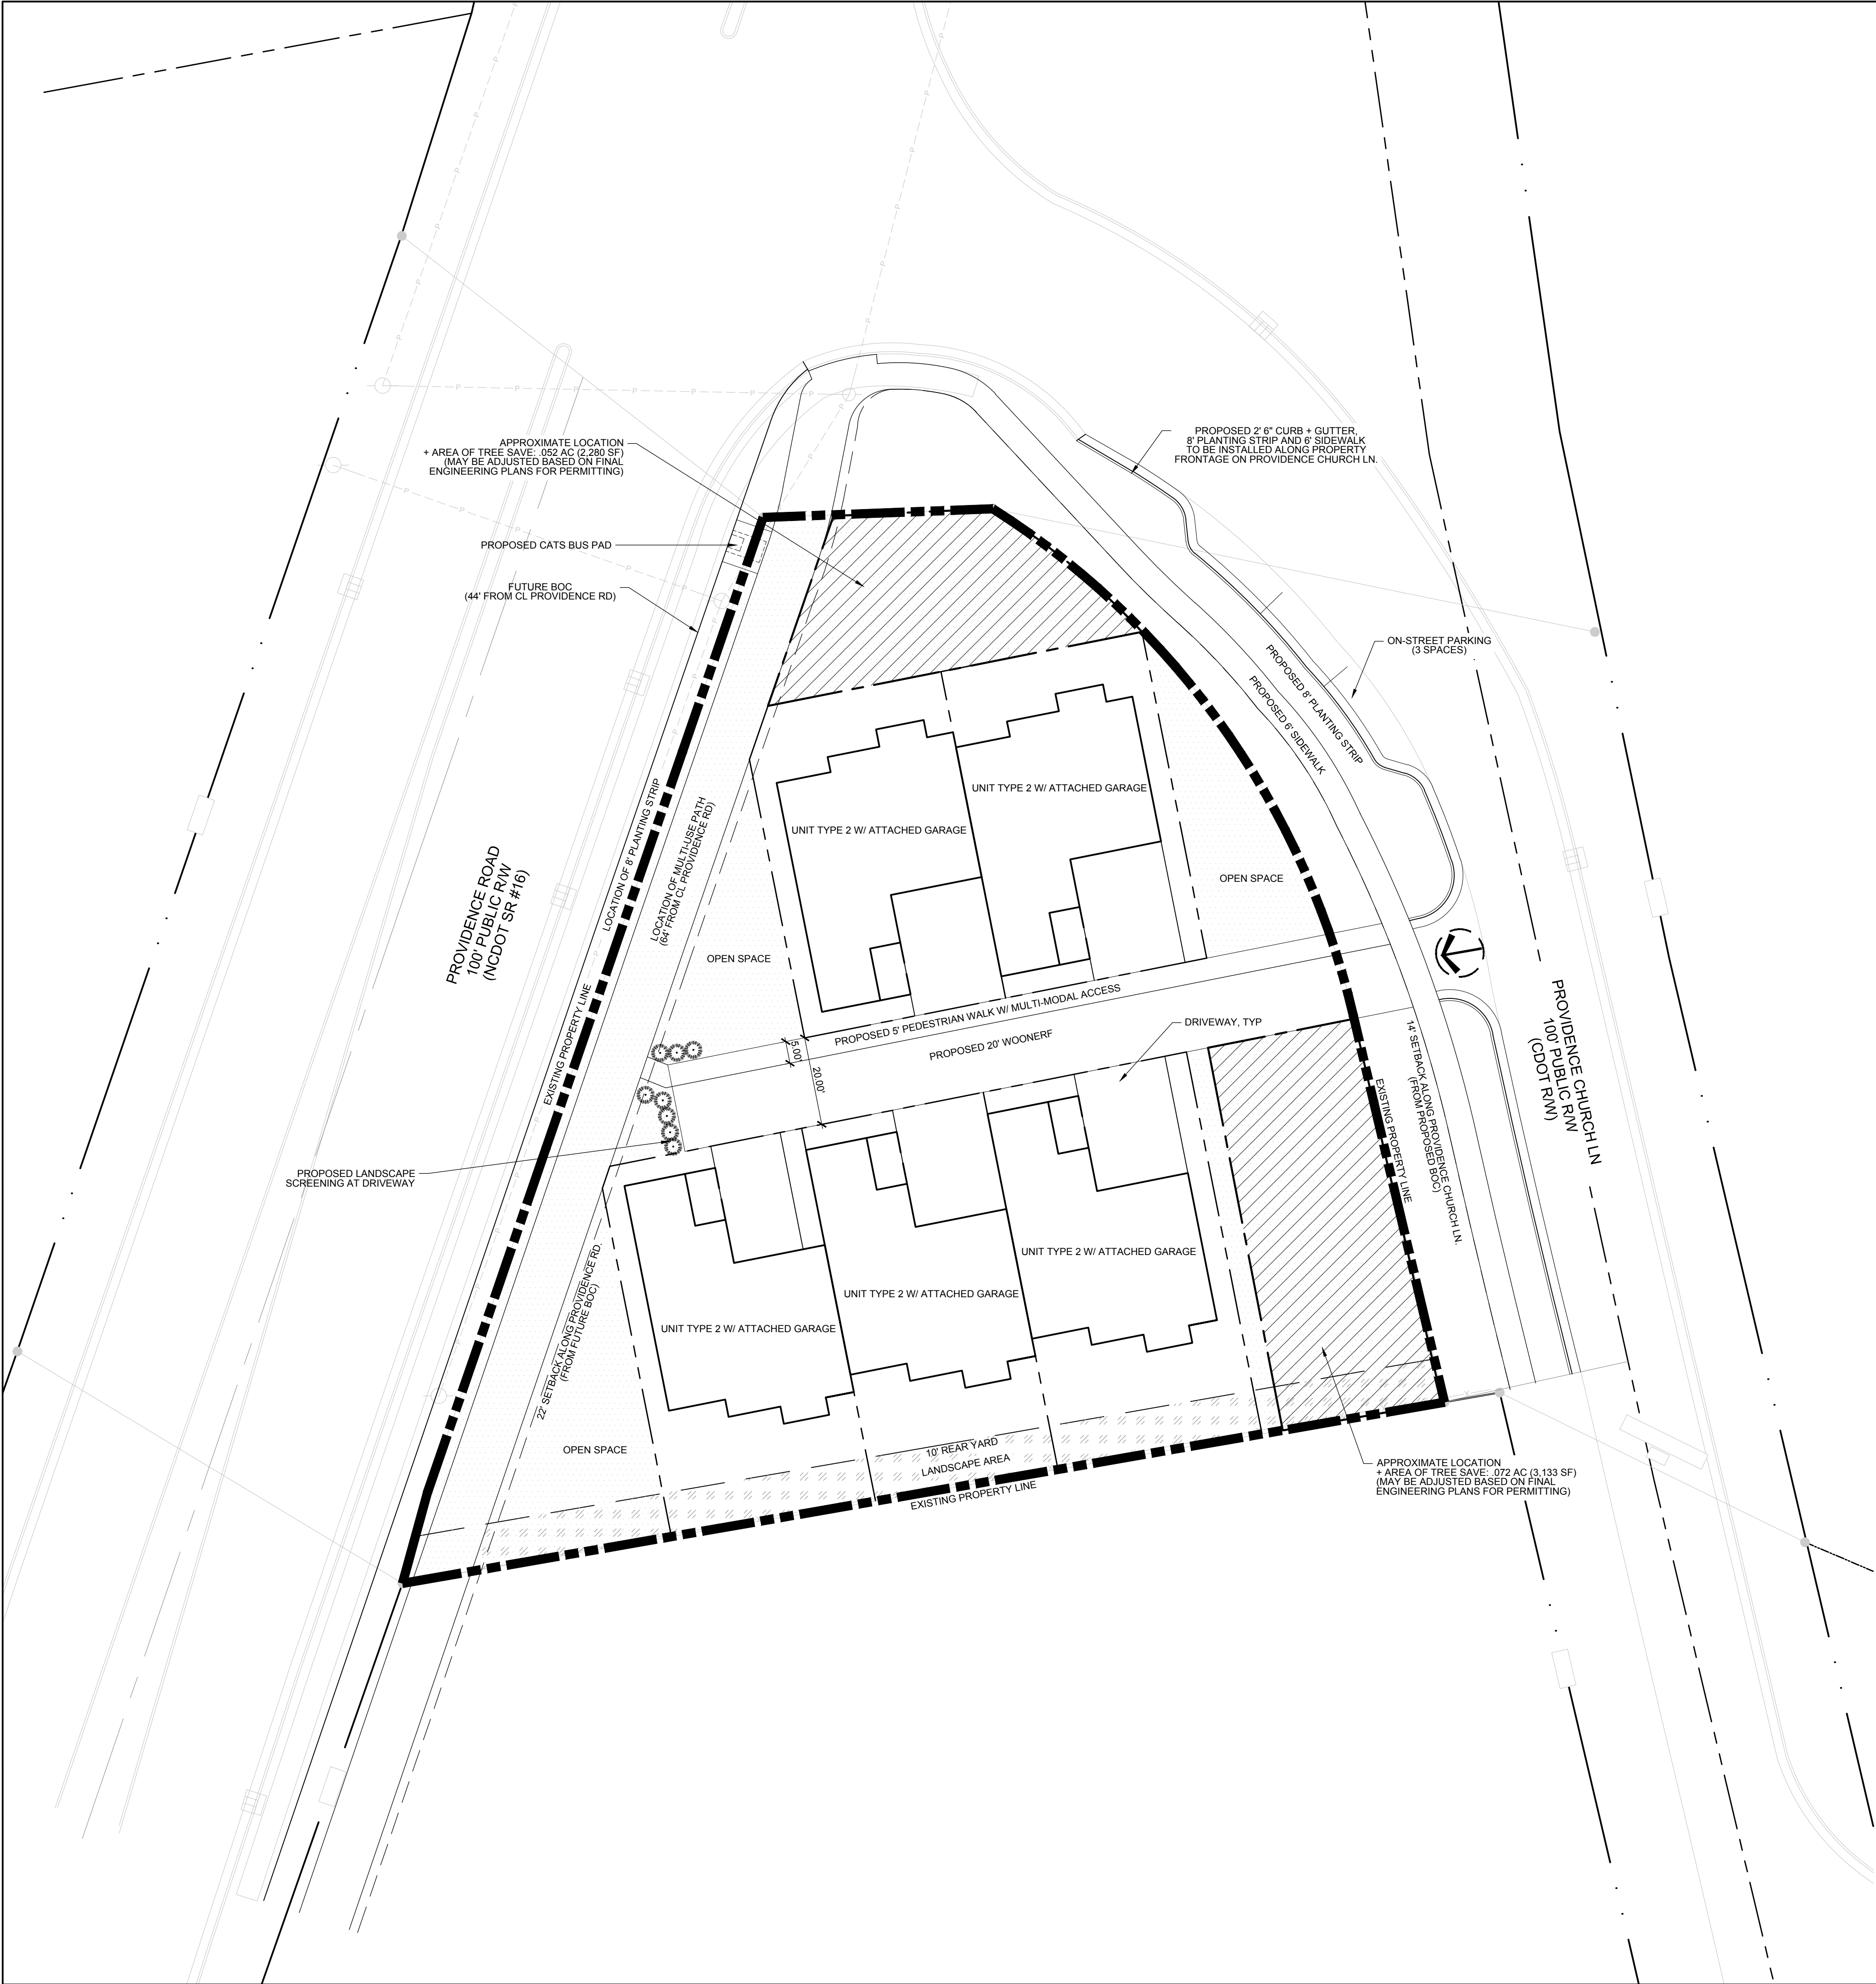 APPROXIMATE LOCATION
+ AREA OF TREE SAVE: .052 AC (2,280 SF)
(MAY BE ADJUSTED BASED ON FINAL
ENGINEERING PLANS FOR PERMITTING)
PROPOSED 2' 6" CURB + GUTTER,
8' PLANTING STRIP AND 6' SIDEWALK
TO BE INSTALLED ALONG PROPERTY
FRONTAGE ON PROVIDENCE CHURCH LN.
PROPOSED CATS BUS PAD
FUTURE BOC
(44' FROM CL PROVIDENCE RD)
ON-STREET PARKING
(3 SPACES)
PROPOSED 8' PLANTING STRIP
PROPOSED 6' SIDEWALK
UNIT TYPE 2 W/ ATTACHED GARAGE
UNIT TYPE 2 W/ ATTACHED GARAGE
LOCATION OF 8' PLANTING STRIP
LOCATION OF MULTI-USE PATH
(64' FROM CL PROVIDENCE RD)
PROVIDENCE ROAD
100' PUBLIC R/W
(NCDOT SR #16)
OPEN SPACE
OPEN SPACE
EXISTING PROPERTY LINE
PROPOSED 5' PEDESTRIAN WALK W/ MULTI-MODAL ACCESS
PROPOSED 20' WOONERF
DRIVEWAY, TYP
5.00'
20.00'
PROVIDENCE CHURCH LN
100' PUBLIC R/W
(CDOT R/W)
14' SETBACK ALONG PROVIDENCE CHURCH LN.
(FROM PROPOSED BOC)
EXISTING PROPERTY LINE
PROPOSED LANDSCAPE
SCREENING AT DRIVEWAY
22' SETBACK ALONG PROVIDENCE RD.
(FROM FUTURE BOC)
UNIT TYPE 2 W/ ATTACHED GARAGE
UNIT TYPE 2 W/ ATTACHED GARAGE
UNIT TYPE 2 W/ ATTACHED GARAGE
OPEN SPACE
10' REAR YARD
LANDSCAPE AREA
EXISTING PROPERTY LINE
APPROXIMATE LOCATION
+ AREA OF TREE SAVE: .072 AC (3,133 SF)
(MAY BE ADJUSTED BASED ON FINAL
ENGINEERING PLANS FOR PERMITTING)